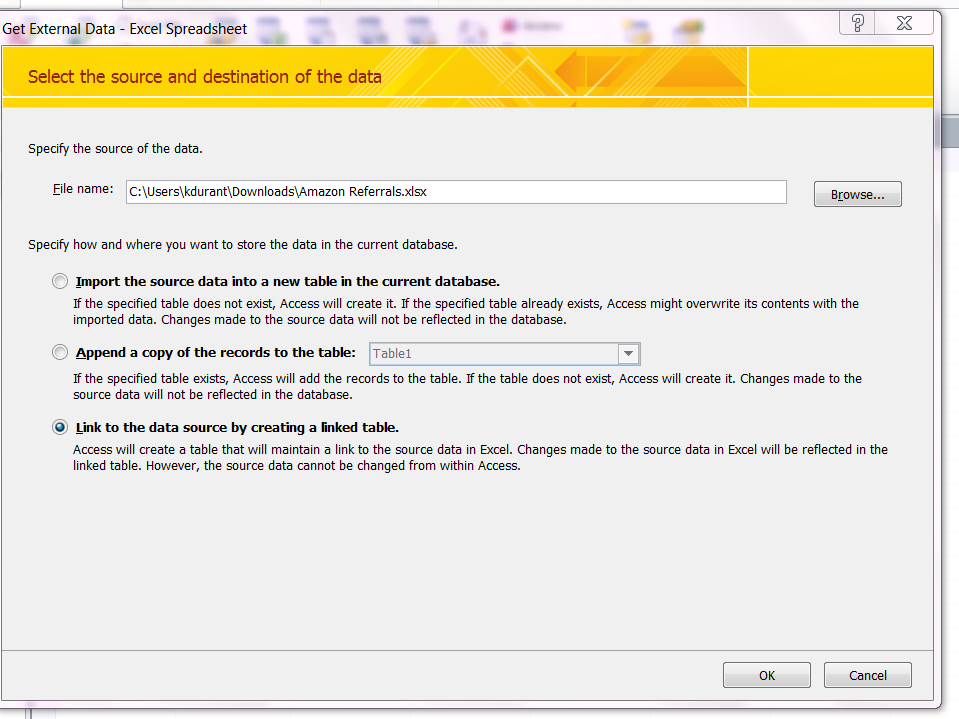 Get External Data - Excel Spreadsheet
Select the source and destination of the data
Specify the source of the data.
File name: C:\Users\kdurant\Downloads\Amazon Referrals.xlsx Browse...
Specify how and where you want to store the data in the current database.
Import the source data into a new table in the current database.
If the specified table does not exist, Access will create it. If the specified table already exists, Access might overwrite its contents with the
imported data. Changes made to the source data will not be reflected in the database.
Append a copy of the records to the table: Table1
If the specified table exists, Access will add the records to the table. If the table does not exist, Access will create it. Changes made to the
source data will not be reflected in the database.
Link to the data source by creating a linked table.
Access will create a table that will maintain a link to the source data in Excel. Changes made to the source data in Excel will be reflected in the
linked table. However, the source data cannot be changed from within Access.
OK Cancel